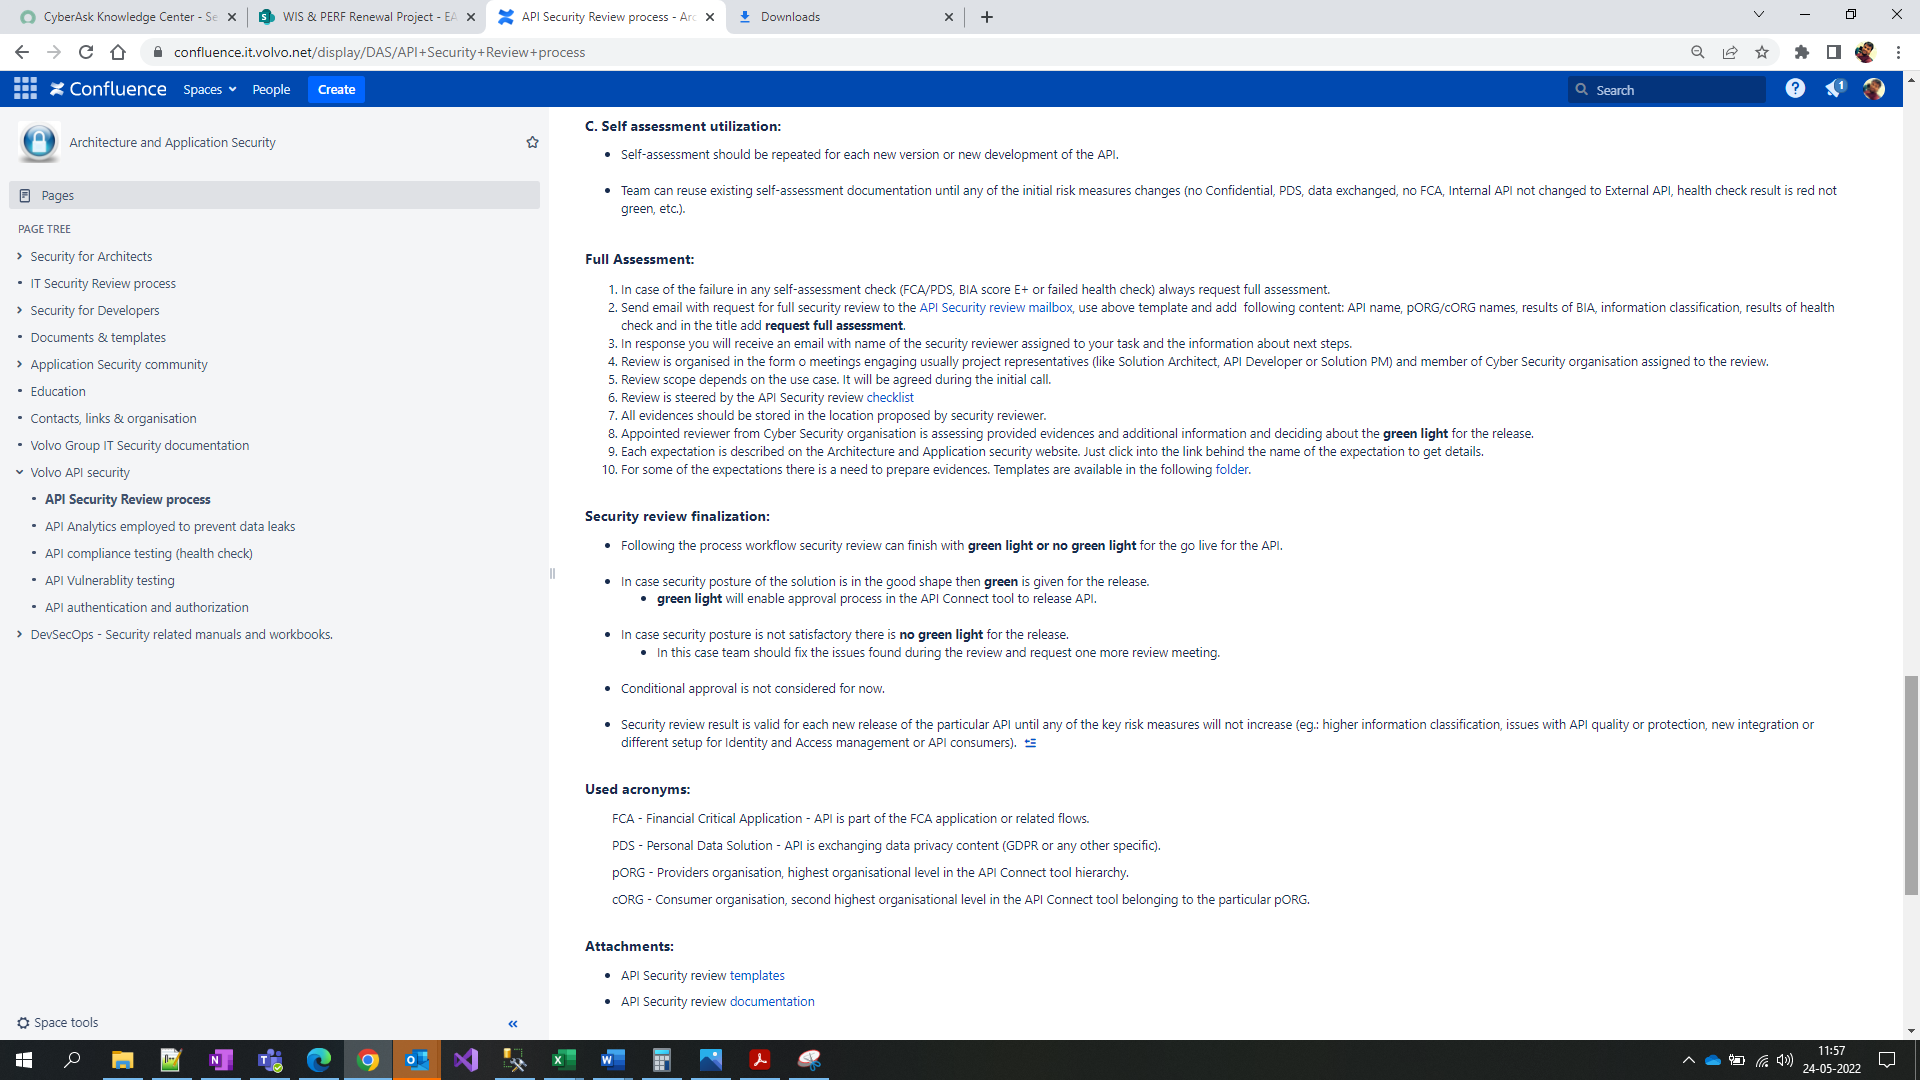 CyberAsk Knowledge Center - Se
WIS & PERF Renewal Project - EA
API Security Review process - Arc
Downloads
confluence.it.volvo.net/display/DAS/API+Security+Review+process
Confluence
Spaces
People
Create
Search
1
Architecture and Application Security
Pages
PAGE TREE
Security for Architects
IT Security Review process
Security for Developers
Documents & templates
Application Security community
Education
Contacts, links & organisation
Volvo Group IT Security documentation
Volvo API security
API Security Review process
API Analytics employed to prevent data leaks
API compliance testing (health check)
API Vulnerablity testing
API authentication and authorization
DevSecOps - Security related manuals and workbooks.
Space tools
C. Self assessment utilization:
• Self-assessment should be repeated for each new version or new development of the API.
• Team can reuse existing self-assessment documentation until any of the initial risk measures changes (no Confidential, PDS, data exchanged, no FCA, Internal API not changed to External API, health check result is red not
green, etc.).
Full Assessment:
1. In case of the failure in any self-assessment check (FCA/PDS, BIA score E+ or failed health check) always request full assessment.
2. Send email with request for full security review to the API Security review mailbox, use above template and add following content: API name, pORG/cORG names, results of BIA, information classification, results of health
check and in the title add request full assessment.
3. In response you will receive an email with name of the security reviewer assigned to your task and the information about next steps.
4. Review is organised in the form o meetings engaging usually project representatives (like Solution Architect, API Developer or Solution PM) and member of Cyber Security organisation assigned to the review.
5. Review scope depends on the use case. It will be agreed during the initial call.
6. Review is steered by the API Security review checklist
7. All evidences should be stored in the location proposed by security reviewer.
8. Appointed reviewer from Cyber Security organisation is assessing provided evidences and additional information and deciding about the green light for the release.
9. Each expectation is described on the Architecture and Application security website. Just click into the link behind the name of the expectation to get details.
10. For some of the expectations there is a need to prepare evidences. Templates are available in the following folder.
Security review finalization:
• Following the process workflow security review can finish with green light or no green light for the go live for the API.
• In case security posture of the solution is in the good shape then green is given for the release.
• green light will enable approval process in the API Connect tool to release API.
• In case security posture is not satisfactory there is no green light for the release.
• In this case team should fix the issues found during the review and request one more review meeting.
• Conditional approval is not considered for now.
• Security review result is valid for each new release of the particular API until any of the key risk measures will not increase (eg.: higher information classification, issues with API quality or protection, new integration or
different setup for Identity and Access management or API consumers).
Used acronyms:
FCA - Financial Critical Application - API is part of the FCA application or related flows.
PDS - Personal Data Solution - API is exchanging data privacy content (GDPR or any other specific).
pORG - Providers organisation, highest organisational level in the API Connect tool hierarchy.
cORG - Consumer organisation, second highest organisational level in the API Connect tool belonging to the particular pORG.
Attachments:
• API Security review templates
• API Security review documentation
11:57
24-05-2022